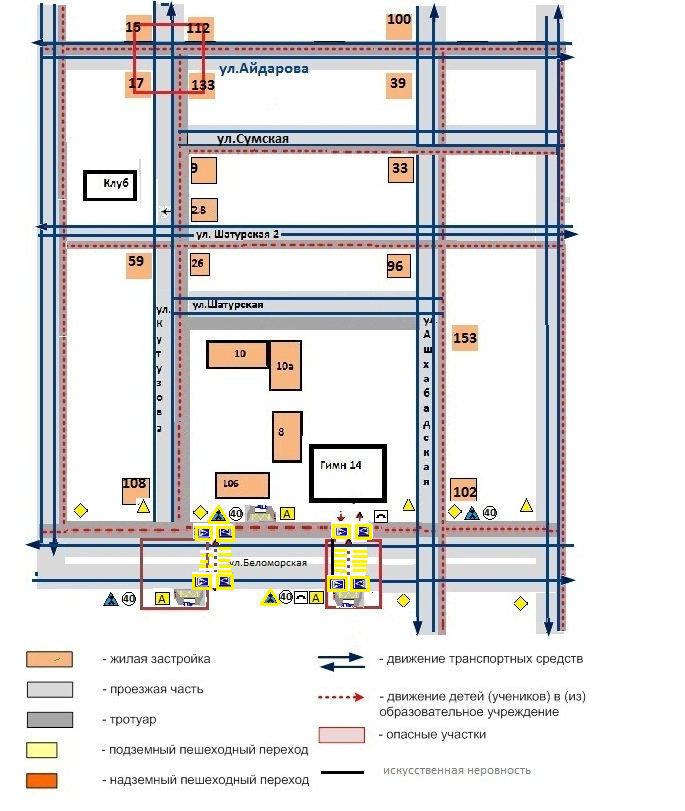 15
112
100
ул.Айдарова
17
133
39
ул.Сумская
9
33
Клуб
28
ул. Шатурская 2
59
26
96
ул.Шатурская
ул. Кутузова
ул. Ашхабадская
153
10
10а
8
Гимн 14
108
106
102
40
А
40
ул.Беломорская
40
А
40
А
- жилая застройка
- движение транспортных средств
- проезжая часть
- движение детей (учеников) в (из)
образовательное учреждение
- тротуар
- опасные участки
- подземный пешеходный переход
искусственная неровность
- надземный пешеходный переход